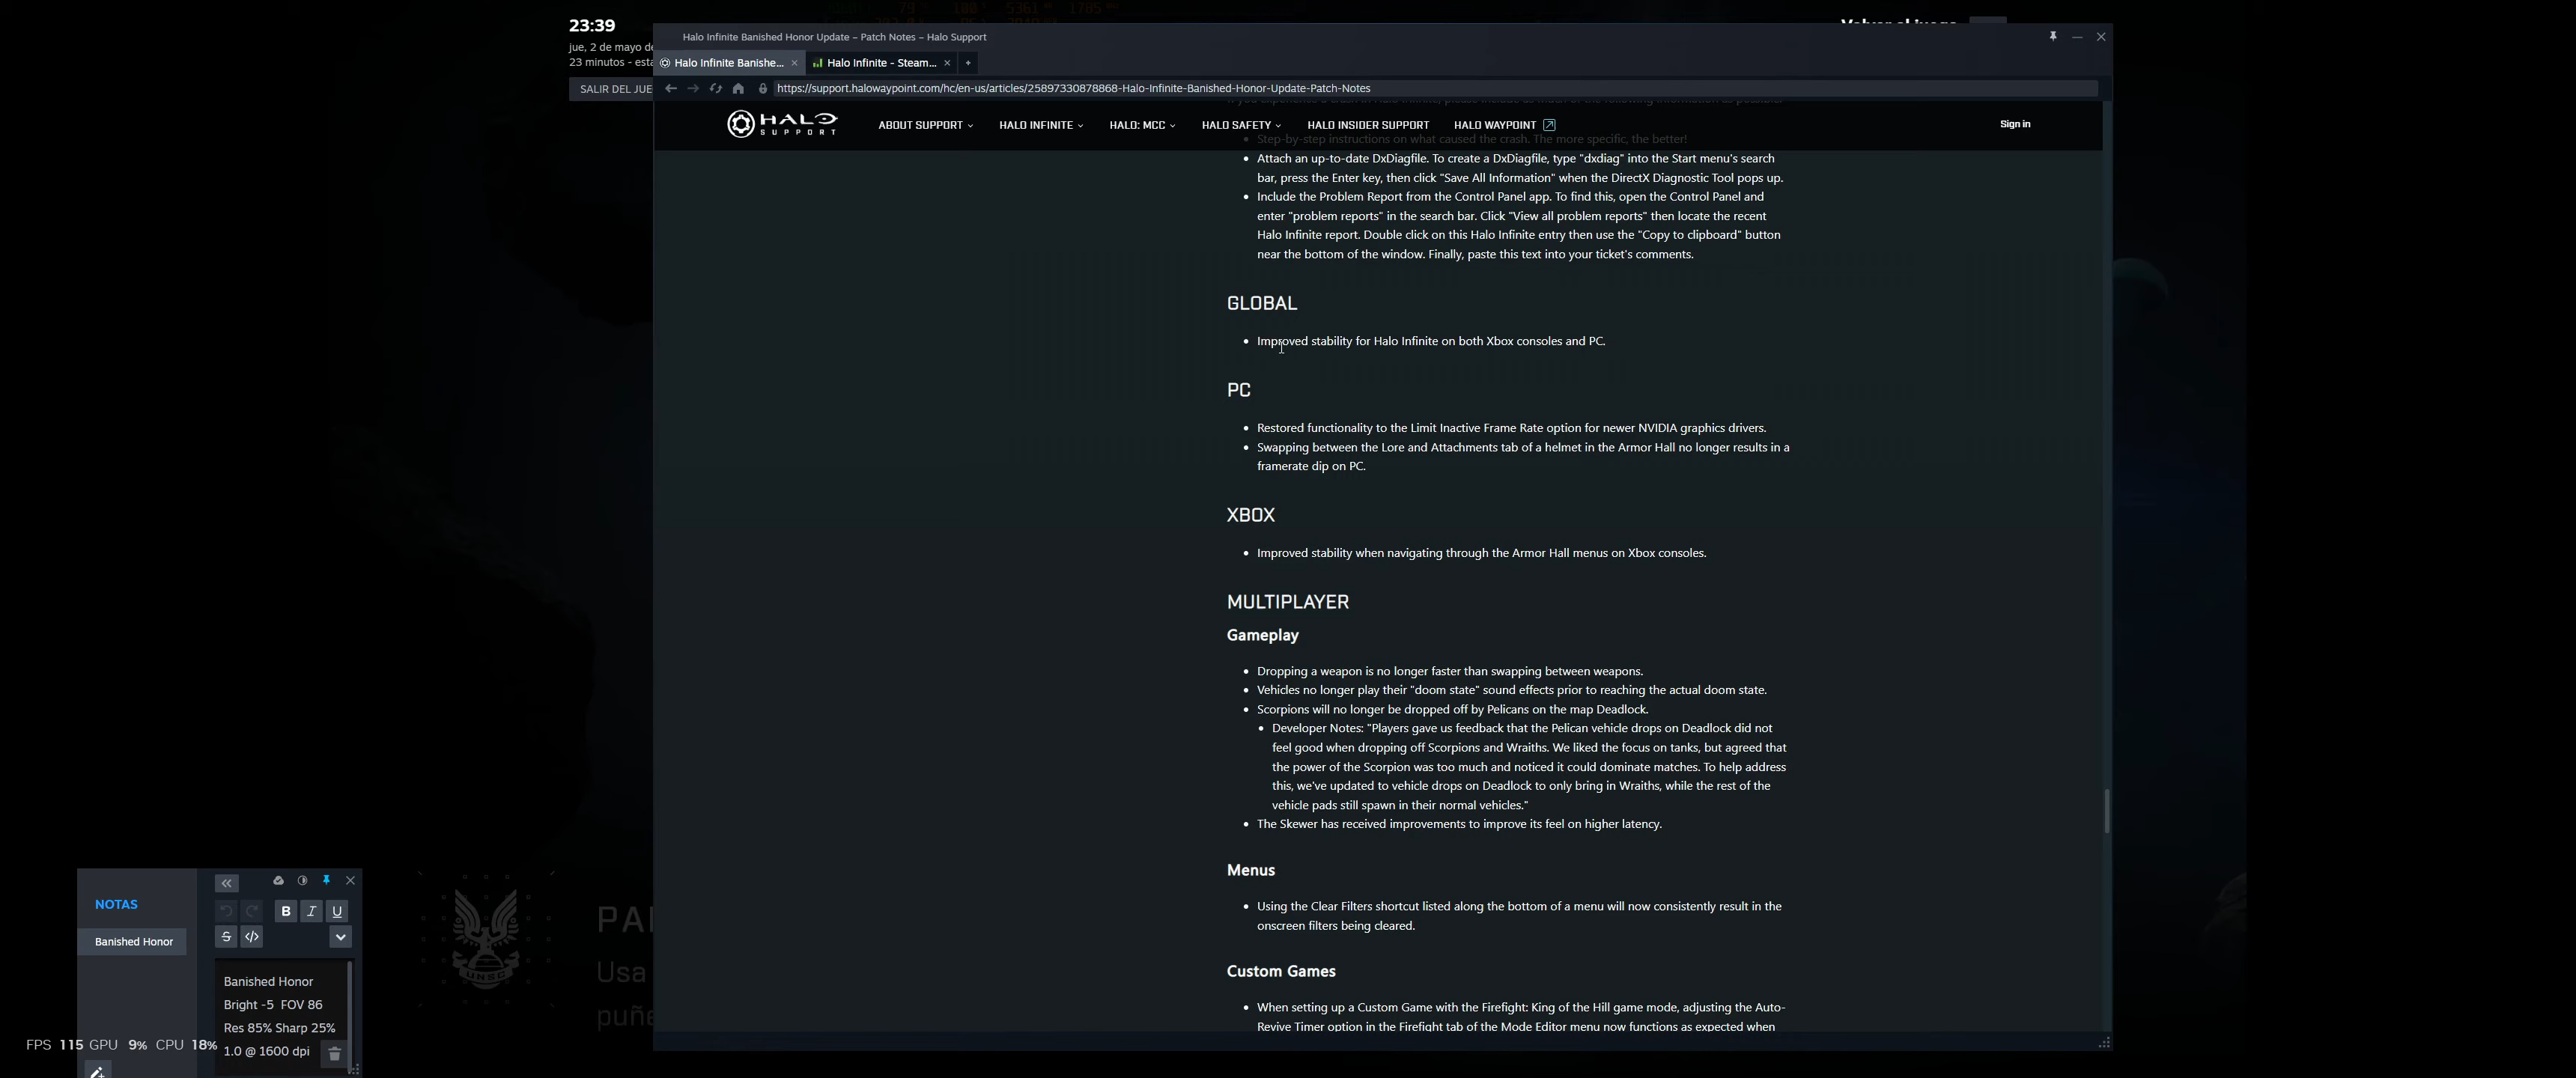 79 100 5361 1785
23:39
jue, 2 de mayo de
23 minutos - esta
SALIR DEL JUE
Volver al juego
Halo Infinite Banished Honor Update – Patch Notes – Halo Support
Halo Infinite Banishe...
Halo Infinite - Steam...
https://support.halowaypoint.com/hc/en-us/articles/25897330878868-Halo-Infinite-Banished-Honor-Update-Patch-Notes
HALO SUPPORT
ABOUT SUPPORT
HALO INFINITE
HALO: MCC
HALO SAFETY
HALO INSIDER SUPPORT
HALO WAYPOINT
Sign in
• Step-by-step instructions on what caused the crash. The more specific, the better!
• Attach an up-to-date DxDiagfile. To create a DxDiagfile, type "dxdiag" into the Start menu's search
bar, press the Enter key, then click "Save All Information" when the DirectX Diagnostic Tool pops up.
• Include the Problem Report from the Control Panel app. To find this, open the Control Panel and
enter "problem reports" in the search bar. Click "View all problem reports" then locate the recent
Halo Infinite report. Double click on this Halo Infinite entry then use the "Copy to clipboard" button
near the bottom of the window. Finally, paste this text into your ticket's comments.
GLOBAL
• Improved stability for Halo Infinite on both Xbox consoles and PC.
PC
• Restored functionality to the Limit Inactive Frame Rate option for newer NVIDIA graphics drivers.
• Swapping between the Lore and Attachments tab of a helmet in the Armor Hall no longer results in a
framerate dip on PC.
XBOX
• Improved stability when navigating through the Armor Hall menus on Xbox consoles.
MULTIPLAYER
Gameplay
• Dropping a weapon is no longer faster than swapping between weapons.
• Vehicles no longer play their "doom state" sound effects prior to reaching the actual doom state.
• Scorpions will no longer be dropped off by Pelicans on the map Deadlock.
• Developer Notes: "Players gave us feedback that the Pelican vehicle drops on Deadlock did not
feel good when dropping off Scorpions and Wraiths. We liked the focus on tanks, but agreed that
the power of the Scorpion was too much and noticed it could dominate matches. To help address
this, we've updated to vehicle drops on Deadlock to only bring in Wraiths, while the rest of the
vehicle pads still spawn in their normal vehicles."
• The Skewer has received improvements to improve its feel on higher latency.
Menus
• Using the Clear Filters shortcut listed along the bottom of a menu will now consistently result in the
onscreen filters being cleared.
Custom Games
• When setting up a Custom Game with the Firefight: King of the Hill game mode, adjusting the Auto-
Revive Timer option in the Firefight tab of the Mode Editor menu now functions as expected when
NOTAS
Banished Honor
B I U
S </>
Banished Honor
Bright -5 FOV 86
Res 85% Sharp 25%
1.0 @ 1600 dpi
FPS 115 GPU 9% CPU 18%
UNSC
PA
Usa
puñe